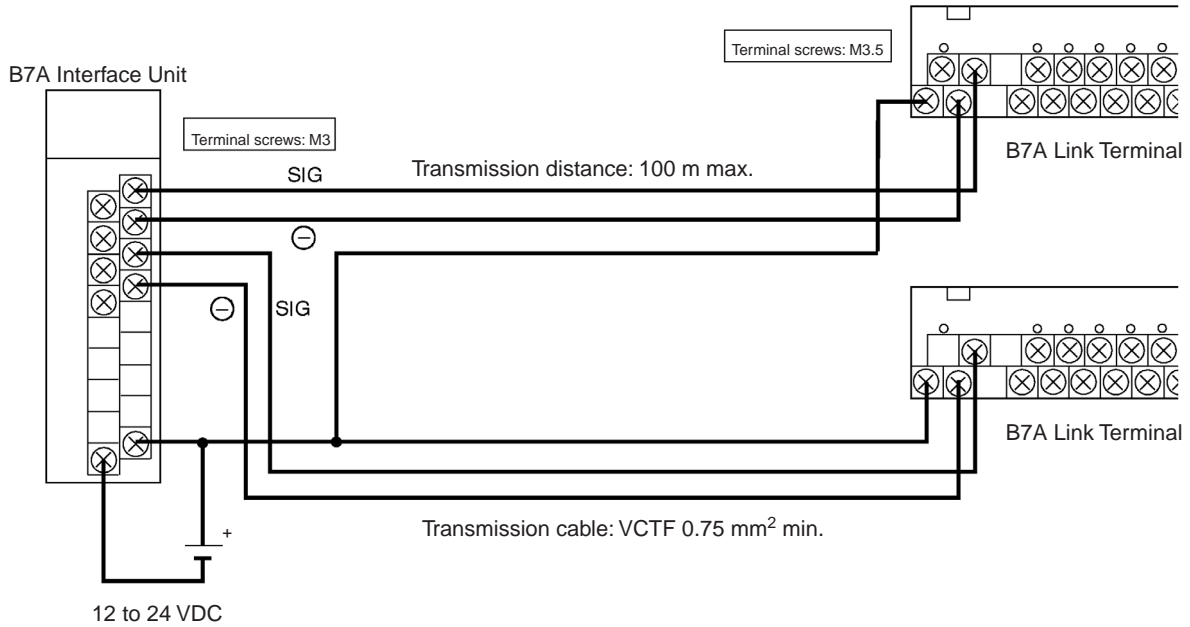 Terminal screws: M3.5
B7A Interface Unit
Terminal screws: M3
B7A Link Terminal
SIG
Transmission distance: 100 m max.
⊖
⊖
SIG
B7A Link Terminal
+
Transmission cable: VCTF 0.75 mm² min.
12 to 24 VDC